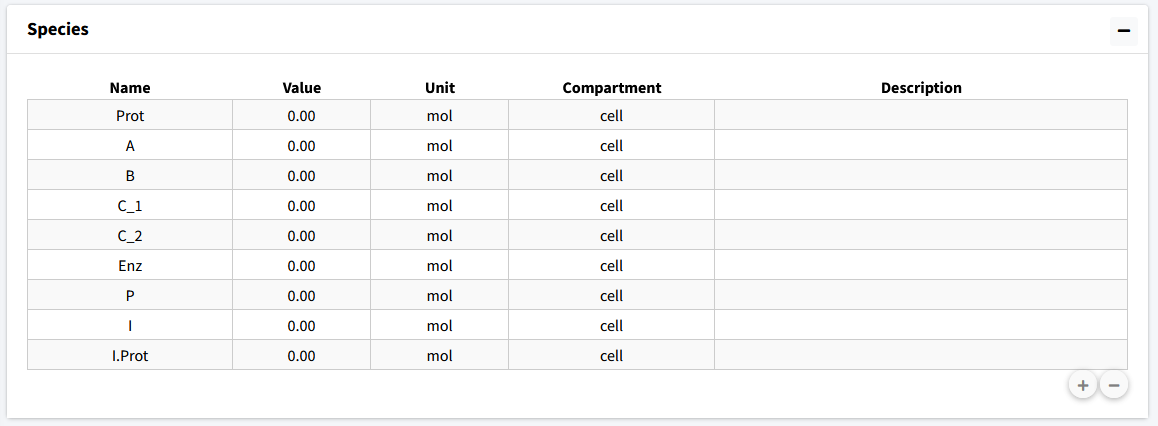 Species
Name Value Unit Compartment Description
Prot 0.00 mol cell
A 0.00 mol cell
B 0.00 mol cell
C_1 0.00 mol cell
C_2 0.00 mol cell
Enz 0.00 mol cell
P 0.00 mol cell
I 0.00 mol cell
I.Prot 0.00 mol cell